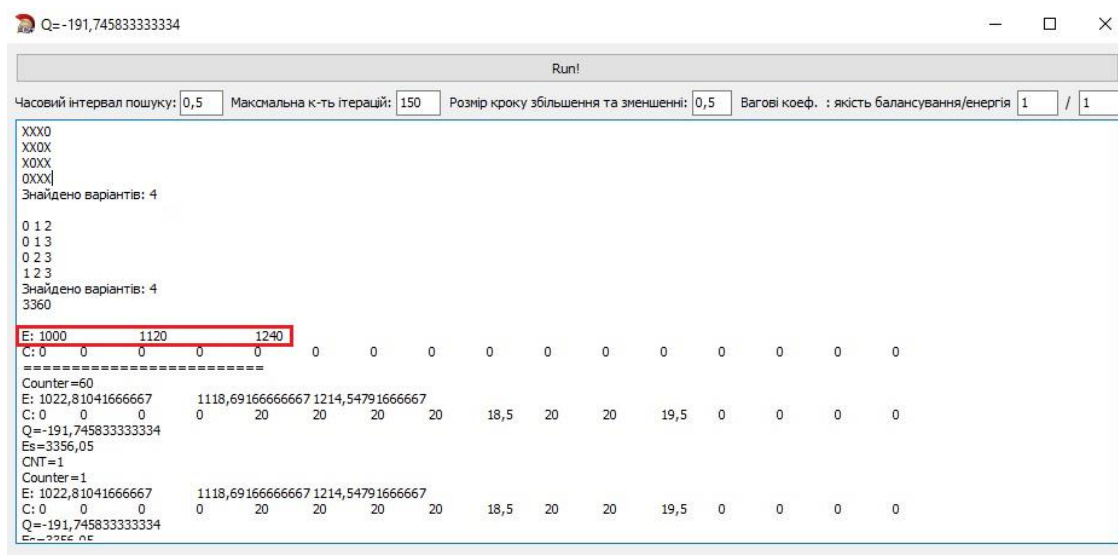 Q=-191,745833333334
Run!
Часовий інтервал пошуку: 0,5 Максмальна к-ть ітерацій: 150 Розмір кроку збільшення та зменшенні: 0,5 Вагові коеф. : якість балансування/енергія 1 / 1
XXX0
XX0X
X0XX
0XXX
Знайдено варіантів: 4
0 1 2
0 1 3
0 2 3
1 2 3
Знайдено варіантів: 4
3360
E: 1000 1120 1240
C: 0 0 0 0 0 0 0 0 0 0 0 0 0 0 0 0
=========================
Counter=60
E: 1022,81041666667 1118,69166666667 1214,54791666667
C: 0 0 0 0 20 20 20 20 18,5 20 20 19,5 0 0 0 0
Q=-191,745833333334
Es=3356,05
CNT=1
Counter=1
E: 1022,81041666667 1118,69166666667 1214,54791666667
C: 0 0 0 0 20 20 20 20 18,5 20 20 19,5 0 0 0 0
Q=-191,745833333334
Es=3356,05